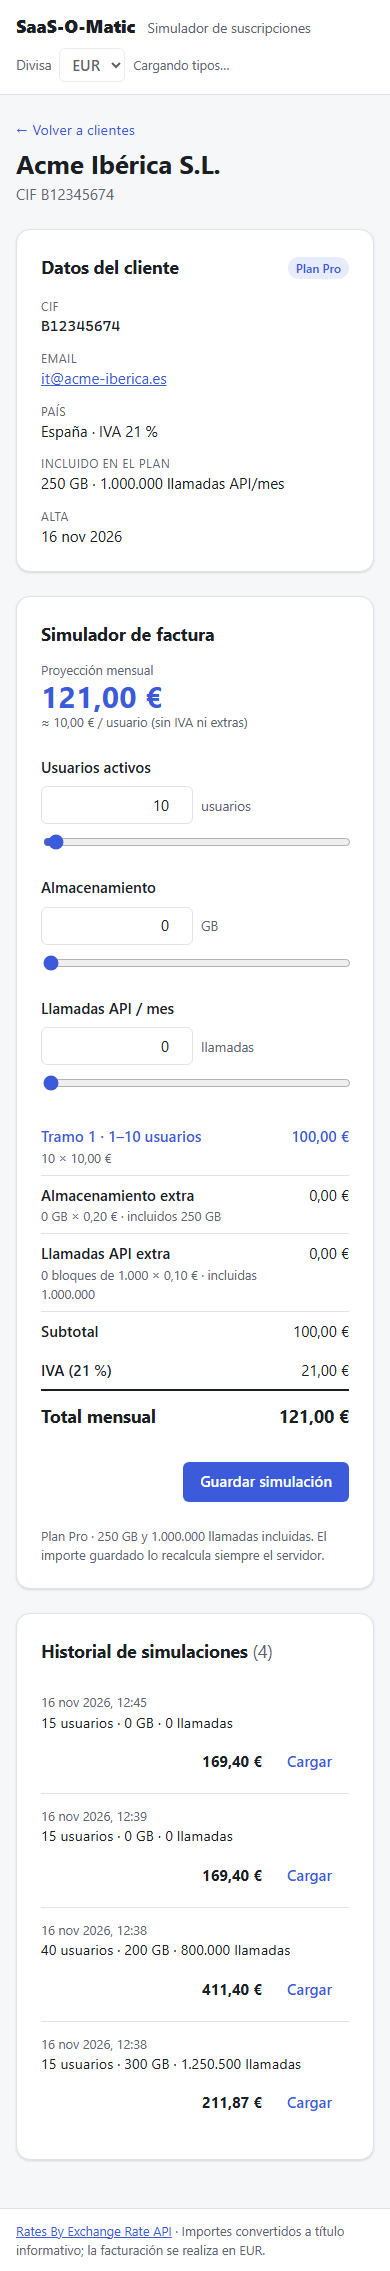 SaaS-O-Matic Simulador de suscripciones
Divisa EUR Cargando tipos...
← Volver a clientes
Acme Ibérica S.L.
CIF B12345674
Datos del cliente Plan Pro
CIF
B12345674
EMAIL
it@acme-iberica.es
PAÍS
España · IVA 21 %
INCLUIDO EN EL PLAN
250 GB · 1.000.000 llamadas API/mes
ALTA
16 nov 2026
Simulador de factura
Proyección mensual
121,00 €
≈ 10,00 € / usuario (sin IVA ni extras)
Usuarios activos
10 usuarios
Almacenamiento
0 GB
Llamadas API / mes
0 llamadas
Tramo 1 · 1–10 usuarios 100,00 €
10 × 10,00 €
Almacenamiento extra 0,00 €
0 GB × 0,20 € · incluidos 250 GB
Llamadas API extra 0,00 €
0 bloques de 1.000 × 0,10 € · incluidas
1.000.000
Subtotal 100,00 €
IVA (21 %) 21,00 €
Total mensual 121,00 €
Guardar simulación
Plan Pro · 250 GB y 1.000.000 llamadas incluidas. El
importe guardado lo recalcula siempre el servidor.
Historial de simulaciones (4)
16 nov 2026, 12:45
15 usuarios · 0 GB · 0 llamadas
169,40 € Cargar
16 nov 2026, 12:39
15 usuarios · 0 GB · 0 llamadas
169,40 € Cargar
16 nov 2026, 12:38
40 usuarios · 200 GB · 800.000 llamadas
411,40 € Cargar
16 nov 2026, 12:38
15 usuarios · 300 GB · 1.250.500 llamadas
211,87 € Cargar
Rates By Exchange Rate API · Importes convertidos a título
informativo; la facturación se realiza en EUR.